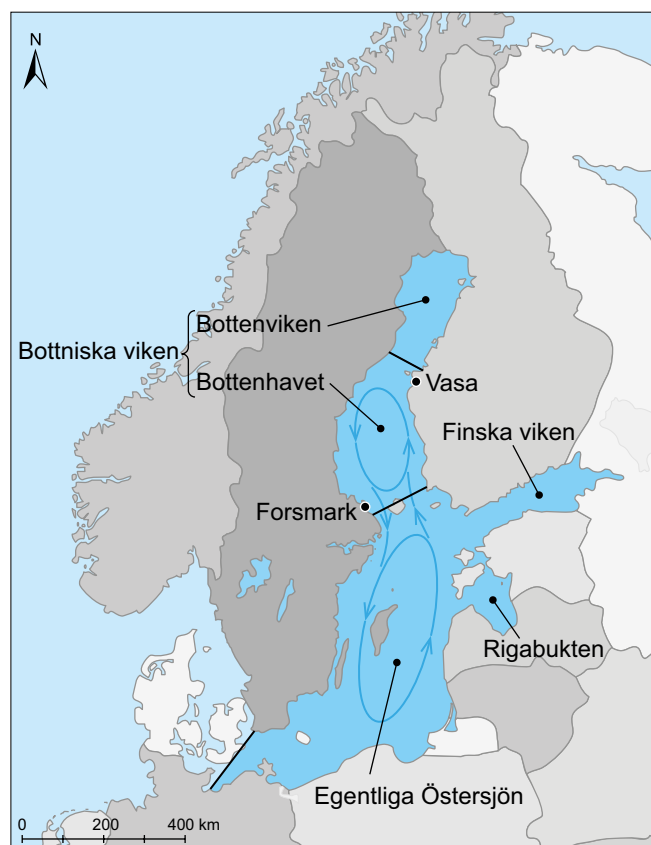 N
Bottenviken
Bottniska viken
Bottenhavet
Vasa
Finska viken
Forsmark
Rigabukten
Egentliga Östersjön
0 200 400 km